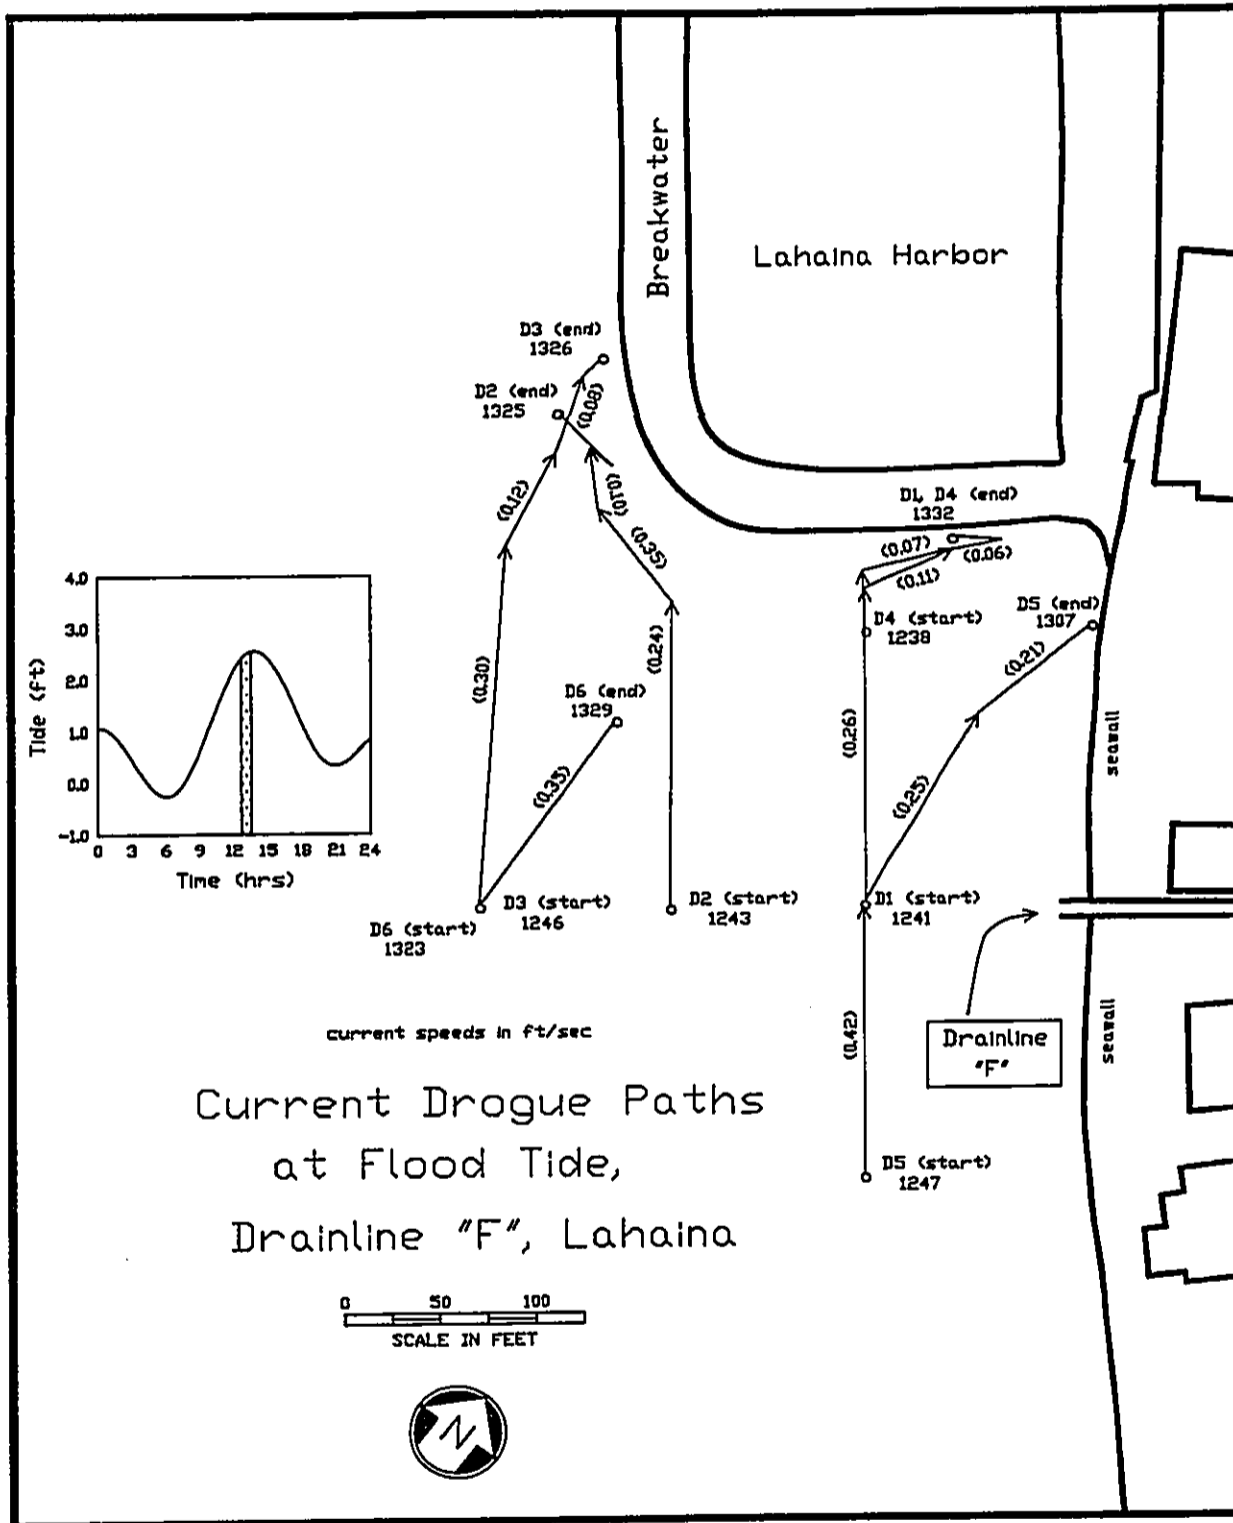 Breakwater
Lahaina Harbor
D3 (end)
1326
D2 (end)
1325
(0.08)
(0.12)
(0.10)
(0.35)
D1, D4 (end)
1332
(0.07)
(0.06)
(0.11)
D4 (start)
1238
D5 (end)
1307
(0.30)
(0.24)
(0.21)
D6 (end)
1329
(0.26)
(0.35)
(0.25)
seawall
Tide (ft)
4.0
3.0
2.0
1.0
0.0
-1.0
0 3 6 9 12 15 18 21 24
Time (hrs)
D3 (start)
1246
D6 (start)
1323
D2 (start)
1243
D1 (start)
1241
(0.42)
seawall
Drainline
"F"
current speeds in ft/sec
Current Drogue Paths
at Flood Tide,
Drainline "F", Lahaina
D5 (start)
1247
0 50 100
SCALE IN FEET
N